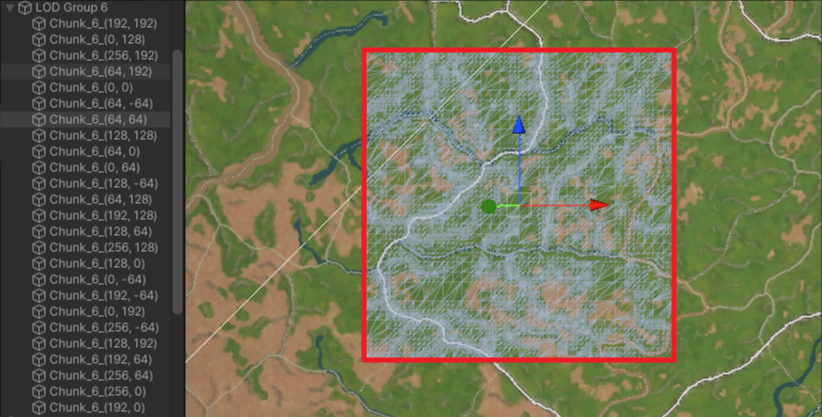 LOD Group 6
Chunk_6_(192, 192)
Chunk_6_(0, 128)
Chunk_6_(256, 192)
Chunk_6_(64, 192)
Chunk_6_(0, 0)
Chunk_6_(64, -64)
Chunk_6_(64, 64)
Chunk_6_(128, 128)
Chunk_6_(64, 0)
Chunk_6_(0, 64)
Chunk_6_(128, -64)
Chunk_6_(64, 128)
Chunk_6_(192, 128)
Chunk_6_(128, 64)
Chunk_6_(256, 128)
Chunk_6_(128, 0)
Chunk_6_(0, -64)
Chunk_6_(192, -64)
Chunk_6_(0, 192)
Chunk_6_(256, -64)
Chunk_6_(128, 192)
Chunk_6_(192, 64)
Chunk_6_(256, 64)
Chunk_6_(256, 0)
Chunk_6_(192, 0)